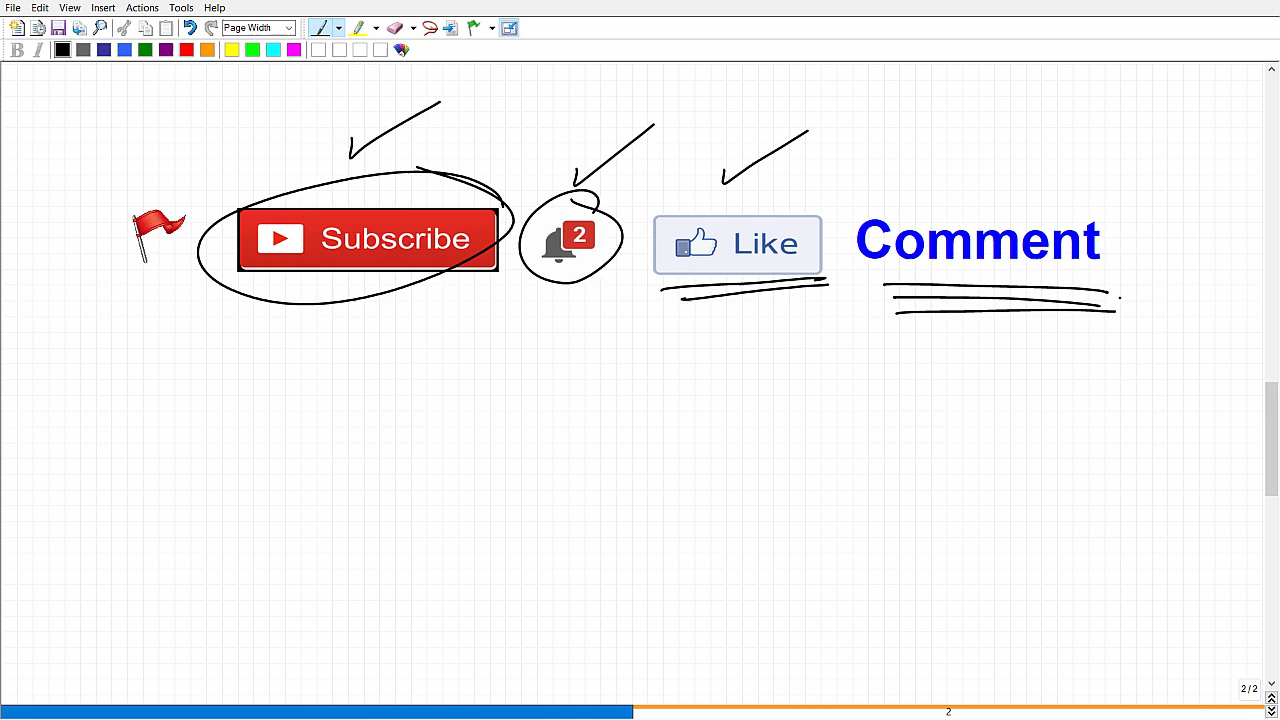 File Edit View Insert Actions Tools Help
Page Width
B I
Subscribe 2 Like Comment
2/2
2